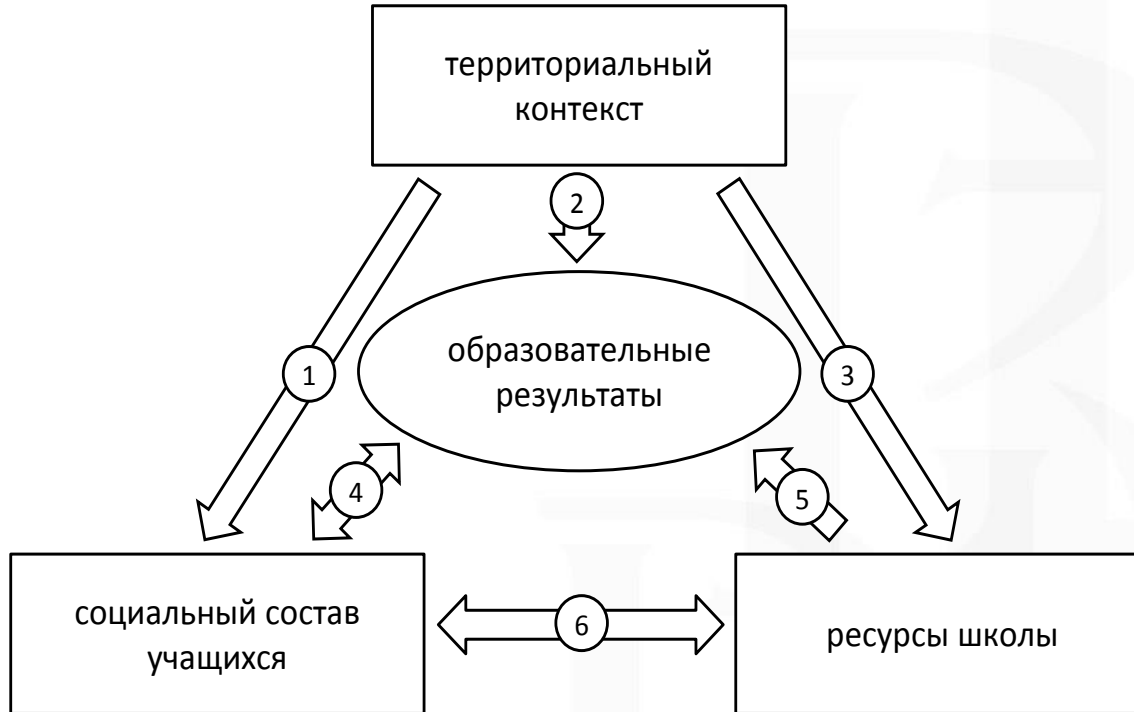 территориальный
контекст
2
образовательные
результаты
1
3
4
5
социальный состав
учащихся
6
ресурсы школы